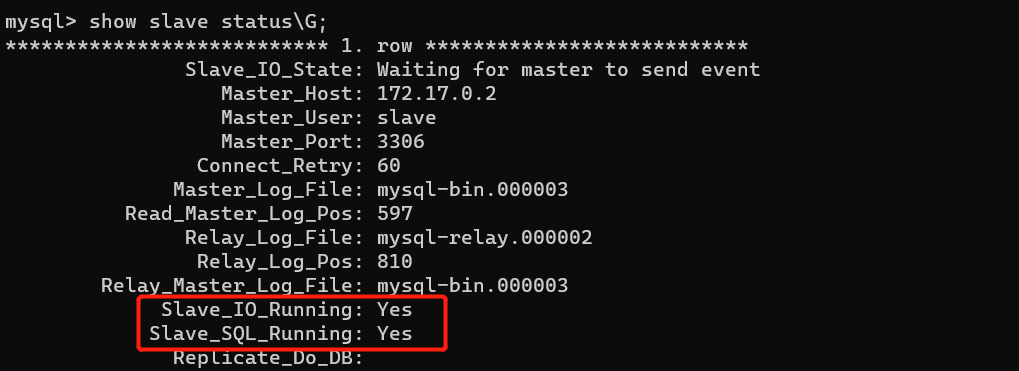 mysql> show slave status\G;
*************************** 1. row ***************************
Slave_IO_State: Waiting for master to send event
Master_Host: 172.17.0.2
Master_User: slave
Master_Port: 3306
Connect_Retry: 60
Master_Log_File: mysql-bin.000003
Read_Master_Log_Pos: 597
Relay_Log_File: mysql-relay.000002
Relay_Log_Pos: 810
Relay_Master_Log_File: mysql-bin.000003
Slave_IO_Running: Yes
Slave_SQL_Running: Yes
Replicate_Do_DB: